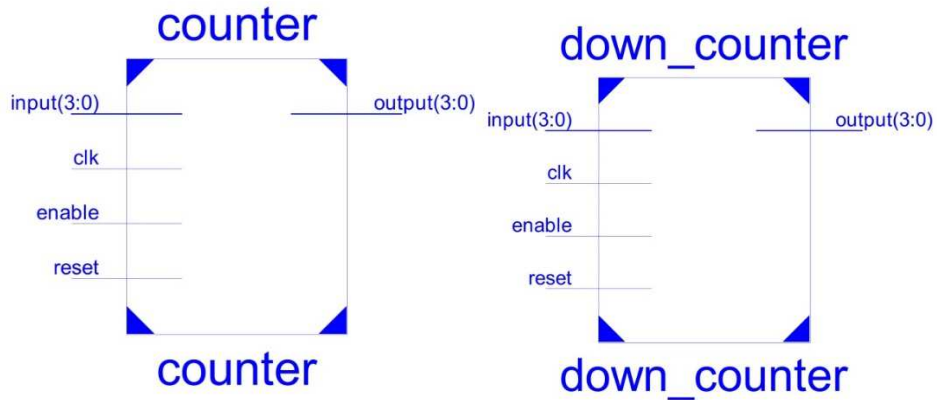 counter
input(3:0)
output(3:0)
clk
enable
reset
counter
down_counter
input(3:0)
output(3:0)
clk
enable
reset
down_counter